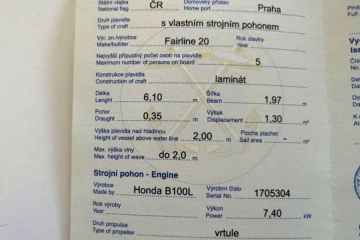 Státní vlajka ČR Domovský přístav Praha
National flag Home port
Druh plavidla s vlastním strojním pohonem
Type of craft
Výr. zn./výrobce Fairline 20 Rok stavby
Make/builder Year
Nejvyšší přípustný počet osob na plavidle 5
Maximum number of persons on board
Konstrukce plavidla laminát
Construction of craft
Délka 6,10 m Šířka 1,97 m
Lenght Beam
Ponor 0,35 m Výtlak 1,30 m³
Draught Displacement
Výška plavidla nad hladinou 2,00 m Plocha plachet - m²
Height of vessel above water line Sail area
Max. výška vlny do 2,0 m
Max. height of wave
Strojní pohon - Engine
Výrobce Honda B100L Výrobní číslo 1705304
Made by Serial No.
Rok výroby Výkon 7,40 kW
Year Power
Druh propulze vrtule
Type of propeller